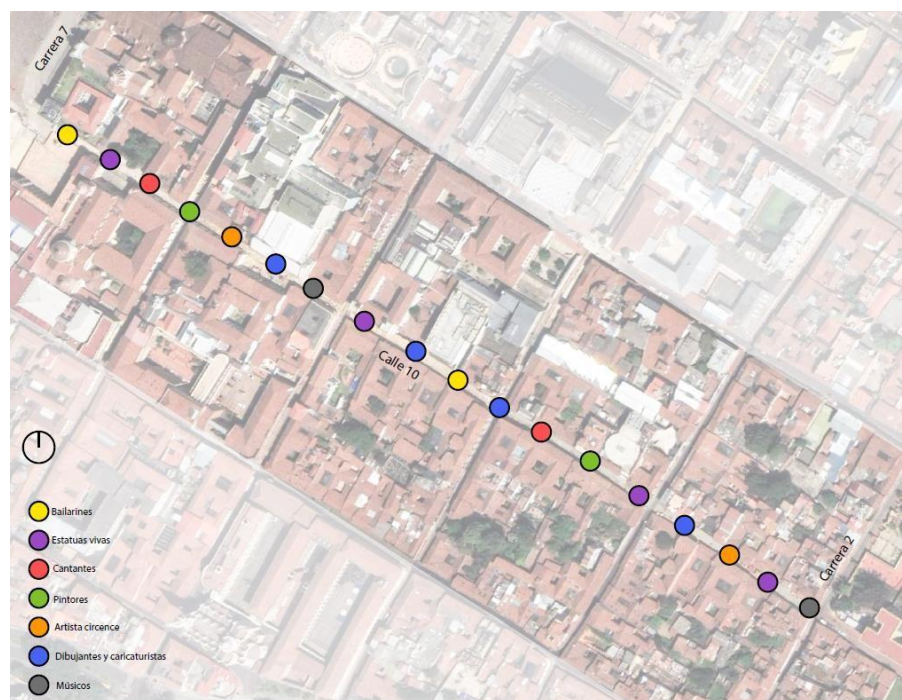 Carrera 7
Calle 10
Carrera 2
Bailarines
Estatuas vivas
Cantantes
Pintores
Artista circence
Dibujantes y caricaturistas
Músicos